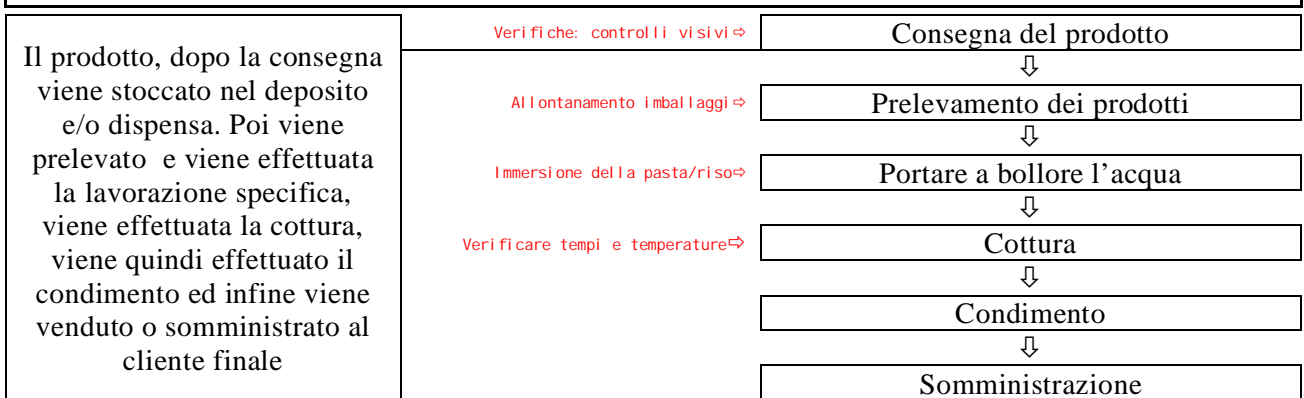 Il prodotto, dopo la consegna
viene stoccato nel deposito
e/o dispensa. Poi viene
prelevato e viene effettuata
la lavorazione specifica,
viene effettuata la cottura,
viene quindi effettuato il
condimento ed infine viene
venduto o somministrato al
cliente finale
Verifiche: controlli visivi⇨
Consegna del prodotto
⇩
Allontanamento imballaggi⇨
Prelevamento dei prodotti
⇩
Immersione della pasta/riso⇨
Portare a bollore l’acqua
⇩
Verificare tempi e temperature⇨
Cottura
⇩
Condimento
⇩
Somministrazione